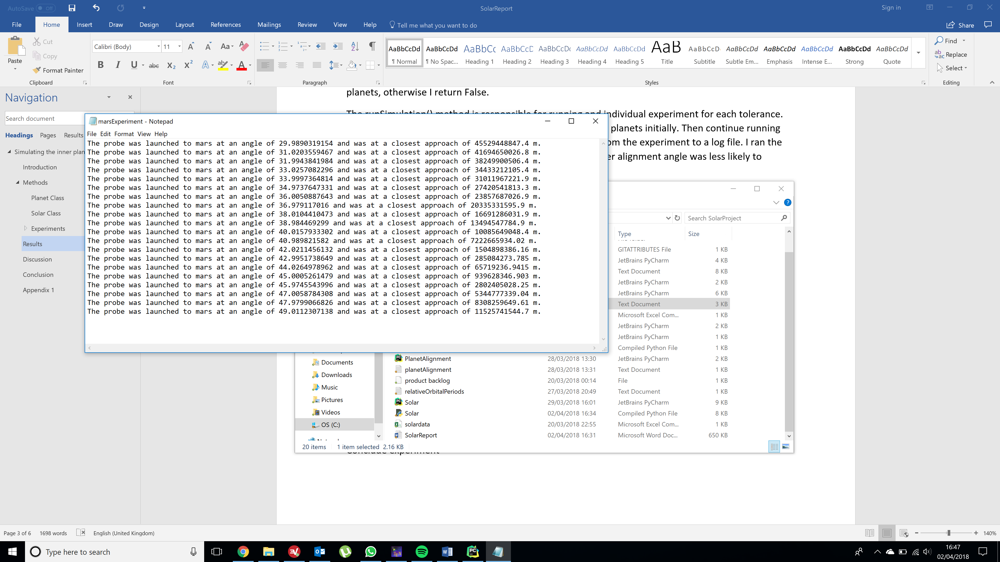 AutoSave Off
SolarReport
Sign in
File Home Insert Draw Design Layout References Mailings Review View Help Tell me what you want to do
Share
Paste
Cut
Copy
Format Painter
Clipboard
Calibri (Body) 11
Font
Paragraph
AaBbCcDd AaBbCcDd AaBbCc AaBbCcD AaBbCcDc AaBbCcDd AaBbCcDd AaB AaBbCcD AaBbCcDd AaBbCcDd AaBbCcDd AaBbCcDd AaBbCcDd
¶ Normal ¶ No Spac... Heading 1 Heading 2 Heading 3 Heading 4 Heading 5 Title Subtitle Subtle Em... Emphasis Intense E... Strong Quote
Styles
Find
Replace
Select
Editing
Navigation
Search document
Headings Pages Results
Simulating the inner plan
Introduction
Methods
Planet Class
Solar Class
Experiments
Results
Discussion
Conclusion
Appendix 1
planets, otherwise I return False.
The runSimulation() method is responsible for running and individual experiment for each tolerance.
planets initially. Then continue running
om the experiment to a log file. I ran the
er alignment angle was less likely to
marsExperiment - Notepad
File Edit Format View Help
The probe was launched to mars at an angle of 29.9890319154 and was at a closest approach of 45529448847.4 m.
The probe was launched to mars at an angle of 31.0203559467 and was at a closest approach of 41694650026.8 m.
The probe was launched to mars at an angle of 31.9943841984 and was at a closest approach of 38249900506.4 m.
The probe was launched to mars at an angle of 33.0257082296 and was at a closest approach of 34433212105.4 m.
The probe was launched to mars at an angle of 33.9997364814 and was at a closest approach of 31011967221.9 m.
The probe was launched to mars at an angle of 34.9737647331 and was at a closest approach of 27420541813.3 m.
The probe was launched to mars at an angle of 36.0050887643 and was at a closest approach of 23857687026.9 m.
The probe was launched to mars at an angle of 36.979117016 and was at a closest approach of 20335331595.9 m.
The probe was launched to mars at an angle of 38.0104410473 and was at a closest approach of 16691286031.9 m.
The probe was launched to mars at an angle of 38.984469299 and was at a closest approach of 13494547784.9 m.
The probe was launched to mars at an angle of 40.0157933302 and was at a closest approach of 10085649048.4 m.
The probe was launched to mars at an angle of 40.989821582 and was at a closest approach of 7222665934.02 m.
The probe was launched to mars at an angle of 42.0211456132 and was at a closest approach of 1504898386.16 m.
The probe was launched to mars at an angle of 42.9951738649 and was at a closest approach of 285084273.785 m.
The probe was launched to mars at an angle of 44.0264978962 and was at a closest approach of 65719236.9415 m.
The probe was launched to mars at an angle of 45.0005261479 and was at a closest approach of 939628346.903 m.
The probe was launched to mars at an angle of 45.9745543996 and was at a closest approach of 2802405028.25 m.
The probe was launched to mars at an angle of 47.0058784308 and was at a closest approach of 5344777339.04 m.
The probe was launched to mars at an angle of 47.9799066826 and was at a closest approach of 8308259649.61 m.
The probe was launched to mars at an angle of 49.0112307138 and was at a closest approach of 11525741544.7 m.
Search SolarProject
Type Size
GITATTRIBUTES File 1 KB
JetBrains PyCharm 4 KB
Text Document 8 KB
JetBrains PyCharm 2 KB
JetBrains PyCharm 6 KB
Text Document 3 KB
Microsoft Excel Com... 1 KB
JetBrains PyCharm 2 KB
JetBrains PyCharm 1 KB
Compiled Python File 1 KB
PlanetAlignment 28/03/2018 13:30 JetBrains PyCharm 2 KB
planetAlignment 28/03/2018 13:31 Text Document 1 KB
product backlog 20/03/2018 00:14 File 1 KB
relativeOrbitalPeriods 27/03/2018 20:49 Text Document 1 KB
Solar 29/03/2018 16:01 JetBrains PyCharm 9 KB
Solar 02/04/2018 16:34 Compiled Python File 8 KB
solardata 20/03/2018 22:55 Microsoft Excel Com... 1 KB
SolarReport 02/04/2018 16:31 Microsoft Word Doc... 650 KB
Documents
Downloads
Music
Pictures
Videos
OS (C:)
20 items 1 item selected 2.16 KB
Conclude experiment
Page 3 of 6 1698 words English (United Kingdom)
140%
Type here to search
16:47
02/04/2018